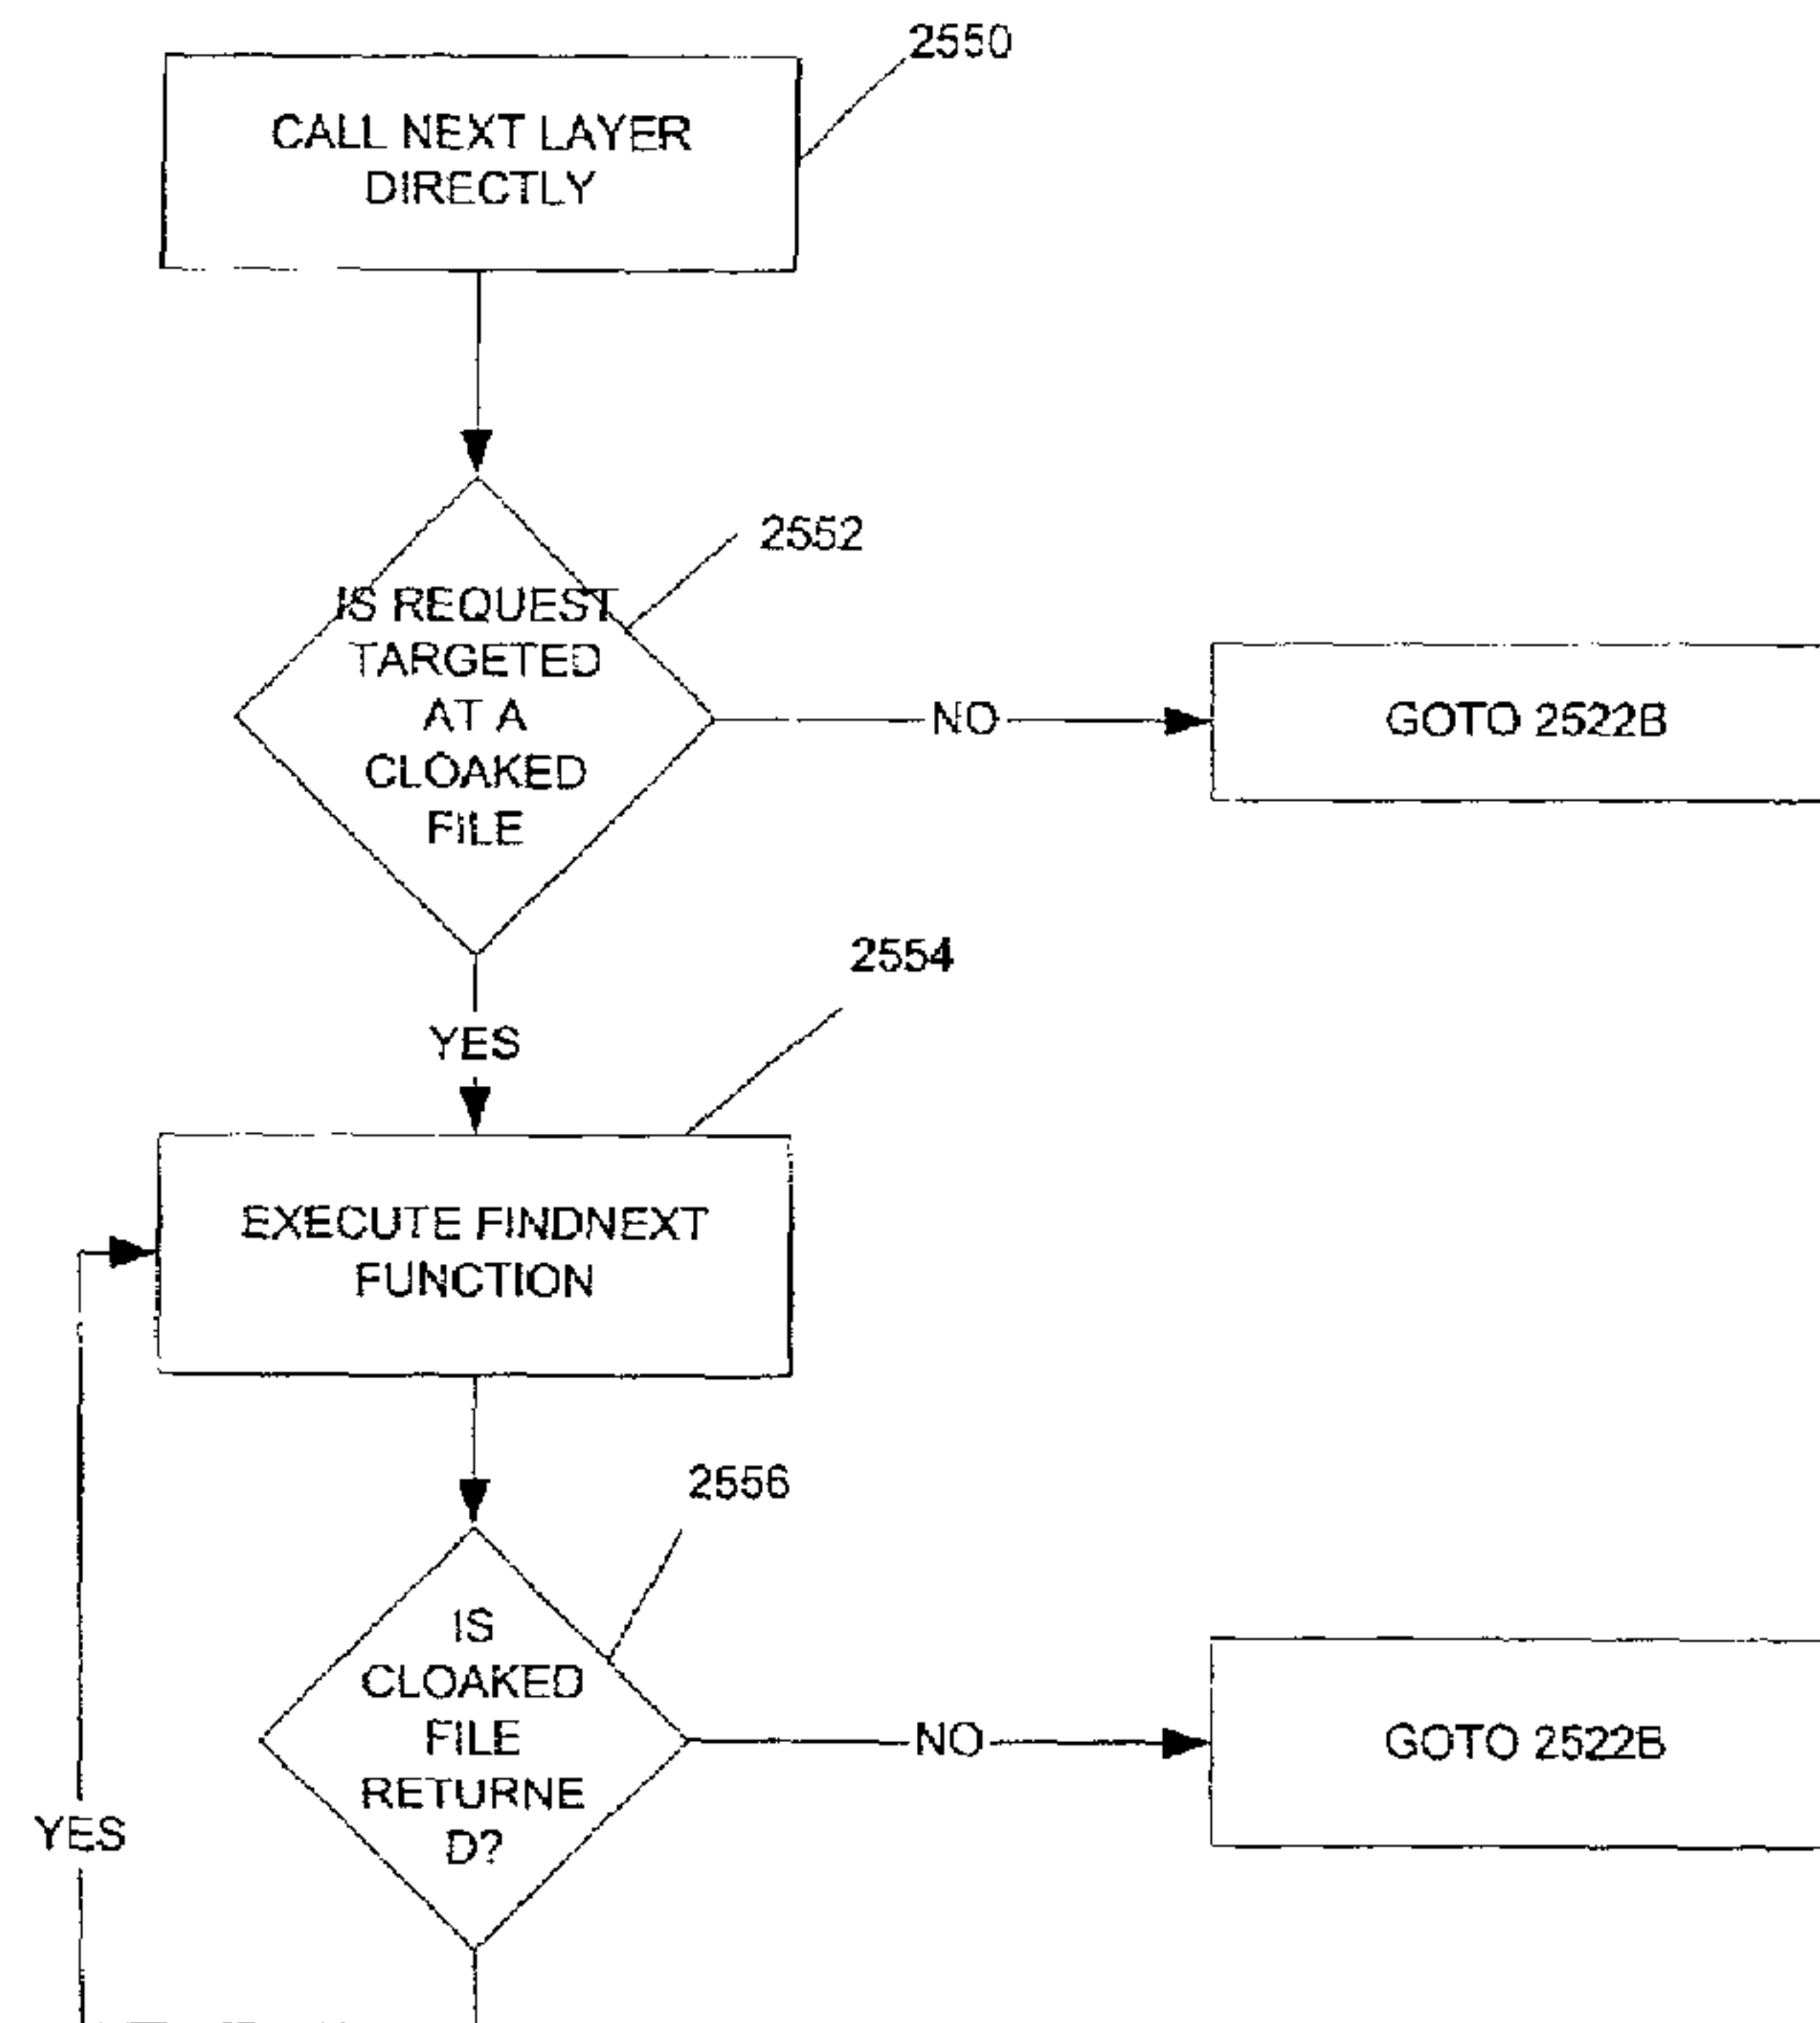 2550
CALL NEXT LAYER
DIRECTLY
2552
IS REQUEST
TARGETED
AT A
CLOAKED
FILE
NO
GOTO 2522B
2554
YES
EXECUTE FINDNEXT
FUNCTION
2556
IS
CLOAKED
FILE
RETURNE
D?
NO
GOTO 2522B
YES